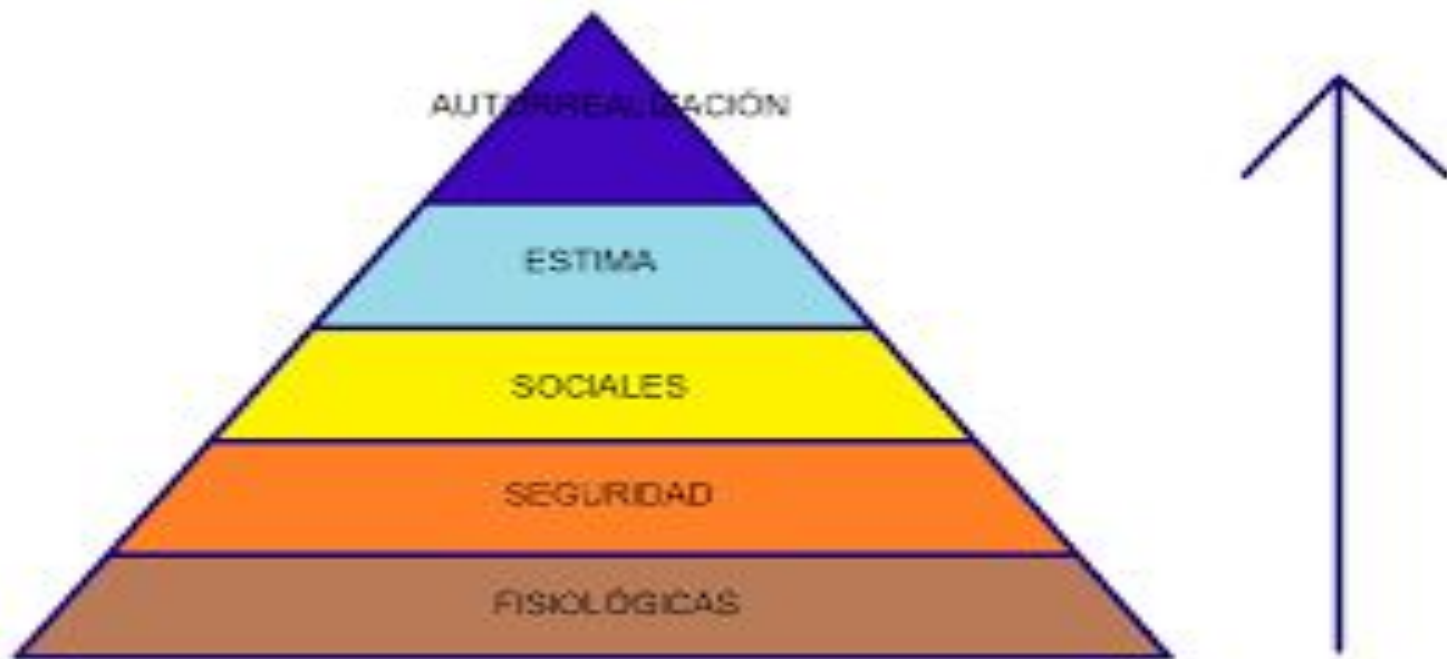 AUTORREALIZACIÓN
ESTIMA
SOCIALES
SEGURIDAD
FISIOLÓGICAS